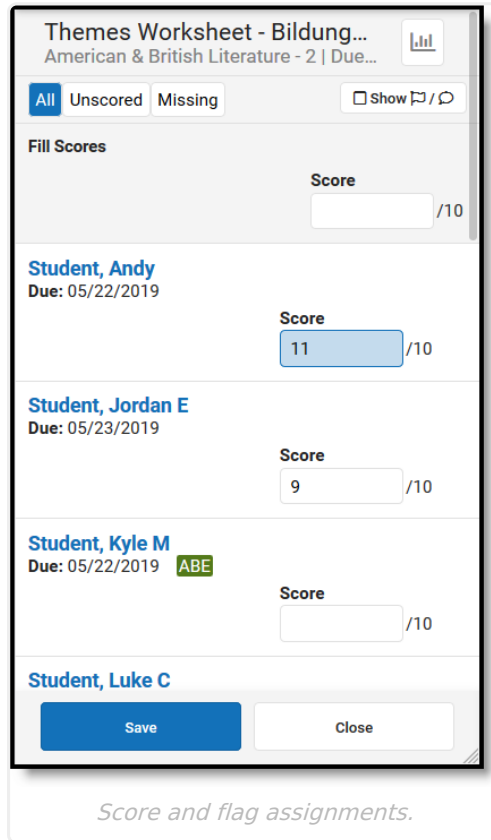 Themes Worksheet - Bildung...
American & British Literature - 2 | Due...
All Unscored Missing Show /
Fill Scores
Score
/10
Student, Andy
Due: 05/22/2019
Score
11 /10
Student, Jordan E
Due: 05/23/2019
Score
9 /10
Student, Kyle M
Due: 05/22/2019 ABE
Score
/10
Student, Luke C
Save Close
Score and flag assignments.